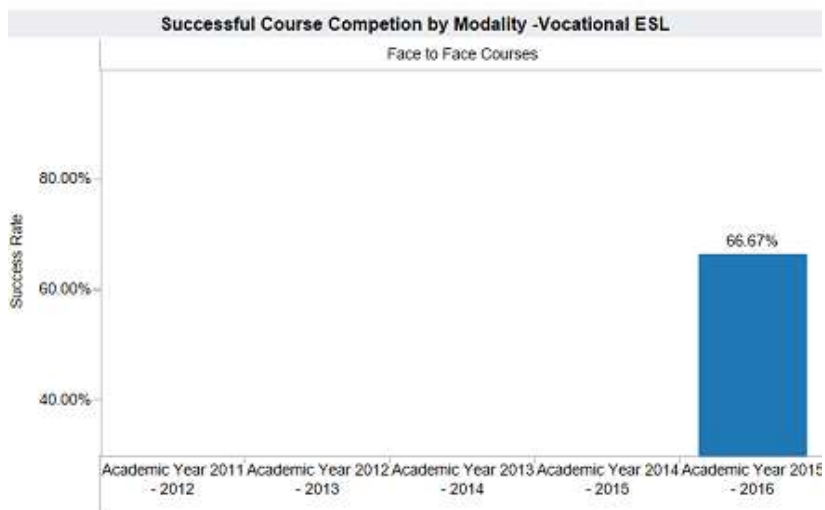 Successful Course Competion by Modality -Vocational ESL
Face to Face Courses
80.00%
66.67%
Success Rate
60.00%
40.00%
Academic Year 2011 - 2012
Academic Year 2012 - 2013
Academic Year 2013 - 2014
Academic Year 2014 - 2015
Academic Year 2015 - 2016